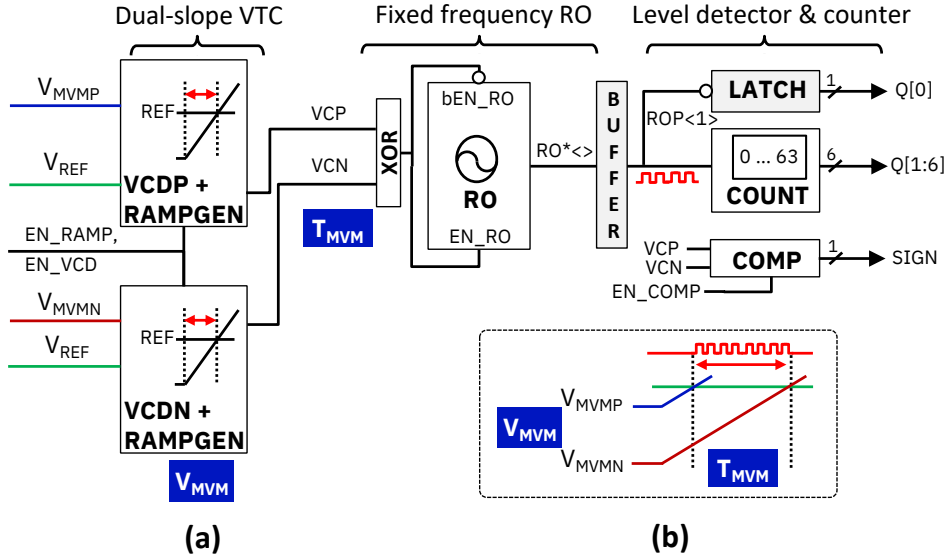 Dual-slope VTC
Fixed frequency RO
Level detector & counter
V_MVMP
REF
V_REF
VCDP +
RAMPGEN
EN_RAMP,
EN_VCD
V_MVMN
REF
V_REF
VCDN +
RAMPGEN
V_MVM
VCP
VCN
T_MVM
XOR
bEN_RO
RO
EN_RO
RO*<>
BUFFER
ROP<1>
LATCH
1
Q[0]
0 ... 63
COUNT
6
Q[1:6]
VCP
VCN
EN_COMP
COMP
1
SIGN
V_MVMP
V_MVM
V_MVMN
T_MVM
(a)
(b)